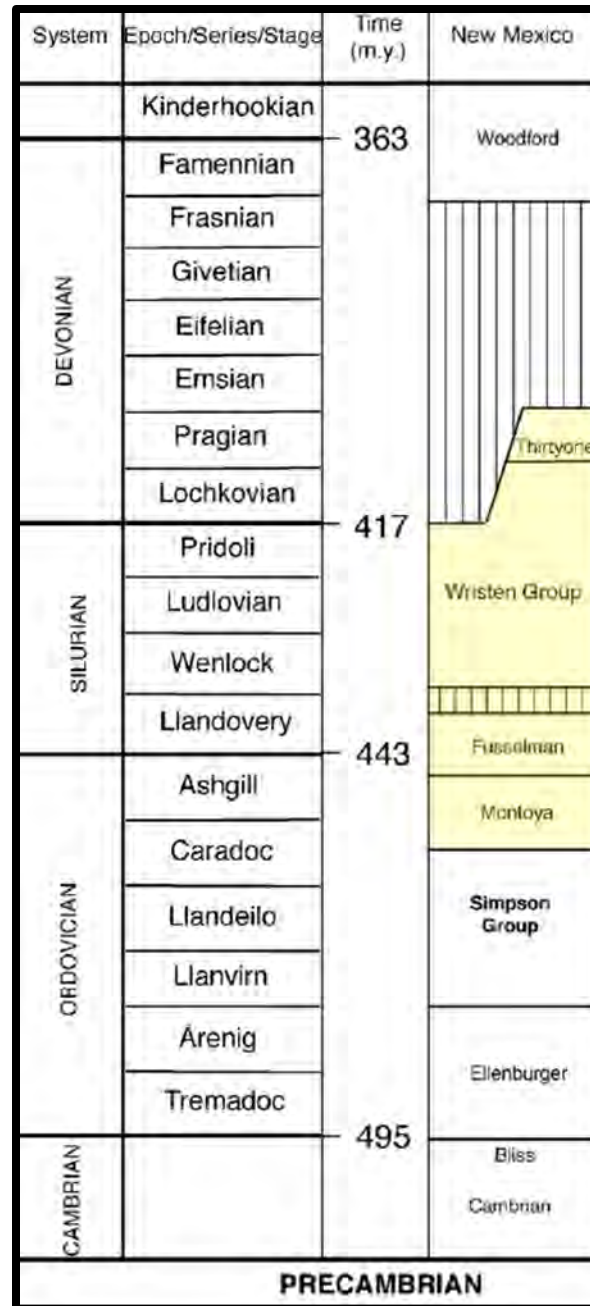 System Epoch/Series/Stage Time (m.y.) New Mexico
Kinderhookian
363
Woodford
Famennian
Frasnian
Givetian
DEVONIAN
Eifelian
Emsian
Pragian
Thirtyone
Lochkovian
417
Pridoli
Ludlovian
Wristen Group
SILURIAN
Wenlock
Llandovery
Fusselman
443
Ashgill
Montoya
Caradoc
Llandeilo
Simpson
Group
ORDOVICIAN
Llanvirn
Arenig
Ellenburger
Tremadoc
495
Bliss
CAMBRIAN
Cambrian
PRECAMBRIAN